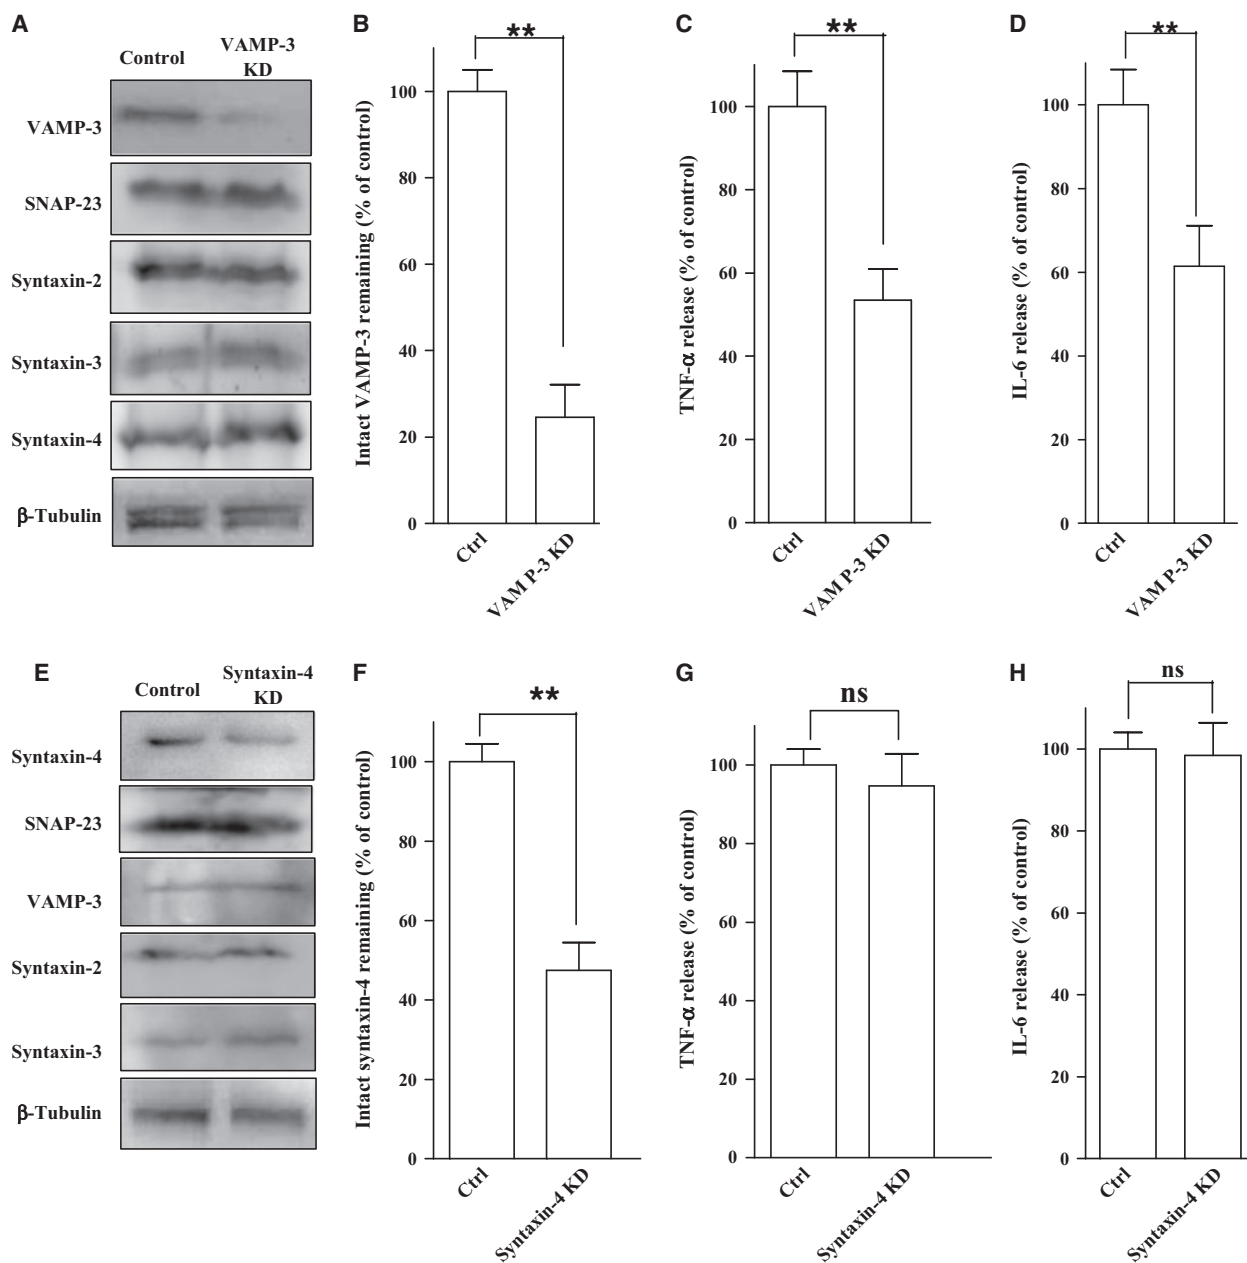 A
Control
VAMP-3
KD
VAMP-3
SNAP-23
Syntaxin-2
Syntaxin-3
Syntaxin-4
β-Tubulin
B
**
Intact VAMP-3 remaining (% of control)
100
80
60
40
20
0
Ctrl
VAM P-3 KD
C
**
TNF-α release (% of control)
100
80
60
40
20
0
Ctrl
VAM P-3 KD
D
**
IL-6 release (% of control)
100
80
60
40
20
0
Ctrl
VAM P-3 KD
E
Control
Syntaxin-4
KD
Syntaxin-4
SNAP-23
VAMP-3
Syntaxin-2
Syntaxin-3
β-Tubulin
F
**
Intact syntaxin-4 remaining (% of control)
100
80
60
40
20
0
Ctrl
Syntaxin-4 KD
G
ns
TNF-α release (% of control)
100
80
60
40
20
0
Ctrl
Syntaxin-4 KD
H
ns
IL-6 release (% of control)
100
80
60
40
20
0
Ctrl
Syntaxin-4 KD